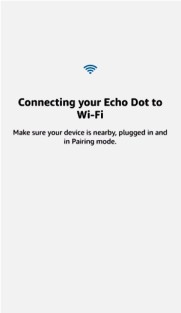 Connecting your Echo Dot to
Wi-Fi
Make sure your device is nearby, plugged in and
in Pairing mode.